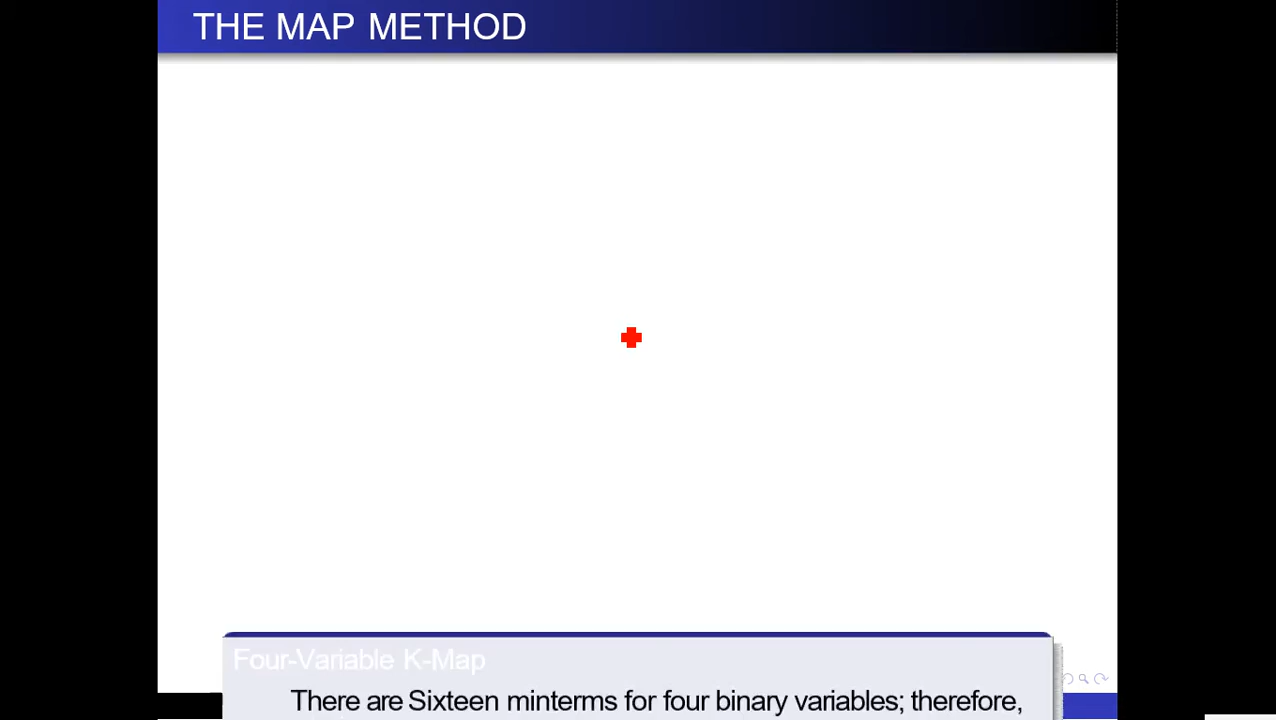 THE MAP METHOD
Four-Variable K-Map
There are Sixteen minterms for four binary variables; therefore,